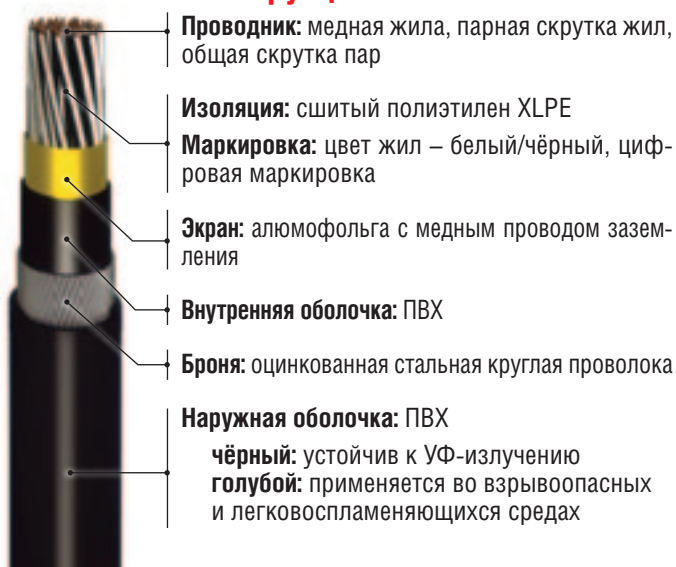 Проводник: медная жила, парная скрутка жил,
общая скрутка пар
Изоляция: сшитый полиэтилен XLPE
Маркировка: цвет жил – белый/чёрный, циф-
ровая маркировка
Экран: алюмофольга с медным проводом зазем-
ления
Внутренняя оболочка: ПВХ
Броня: оцинкованная стальная круглая проволока
Наружная оболочка: ПВХ
чёрный: устойчив к УФ-излучению
голубой: применяется во взрывоопасных
и легковоспламеняющихся средах